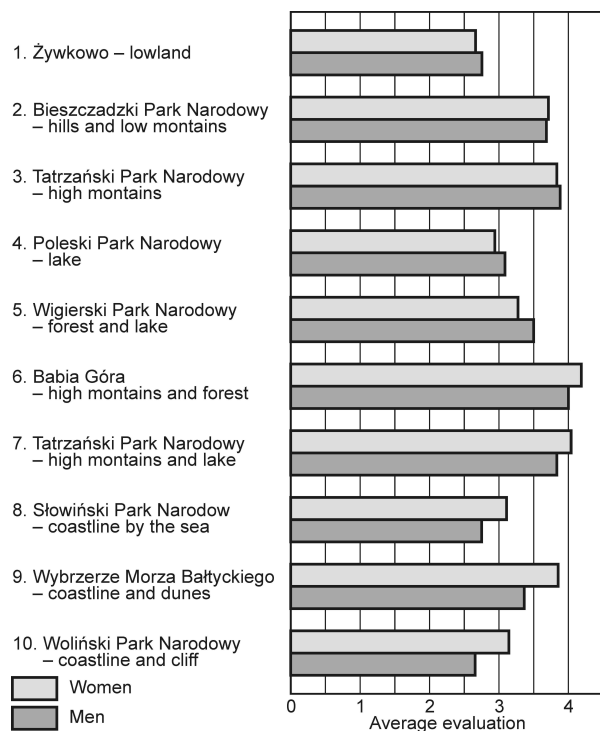 1. Żywkowo – lowland
2. Bieszczadzki Park Narodowy
– hills and low montains
3. Tatrzański Park Narodowy
– high montains
4. Poleski Park Narodowy
– lake
5. Wigierski Park Narodowy
– forest and lake
6. Babia Góra
– high montains and forest
7. Tatrzański Park Narodowy
– high montains and lake
8. Słowiński Park Narodow
– coastline by the sea
9. Wybrzerze Morza Bałtyckiego
– coastline and dunes
10. Woliński Park Narodowy
– coastline and cliff
Women
Men
0 1 2 3 4
Average evaluation